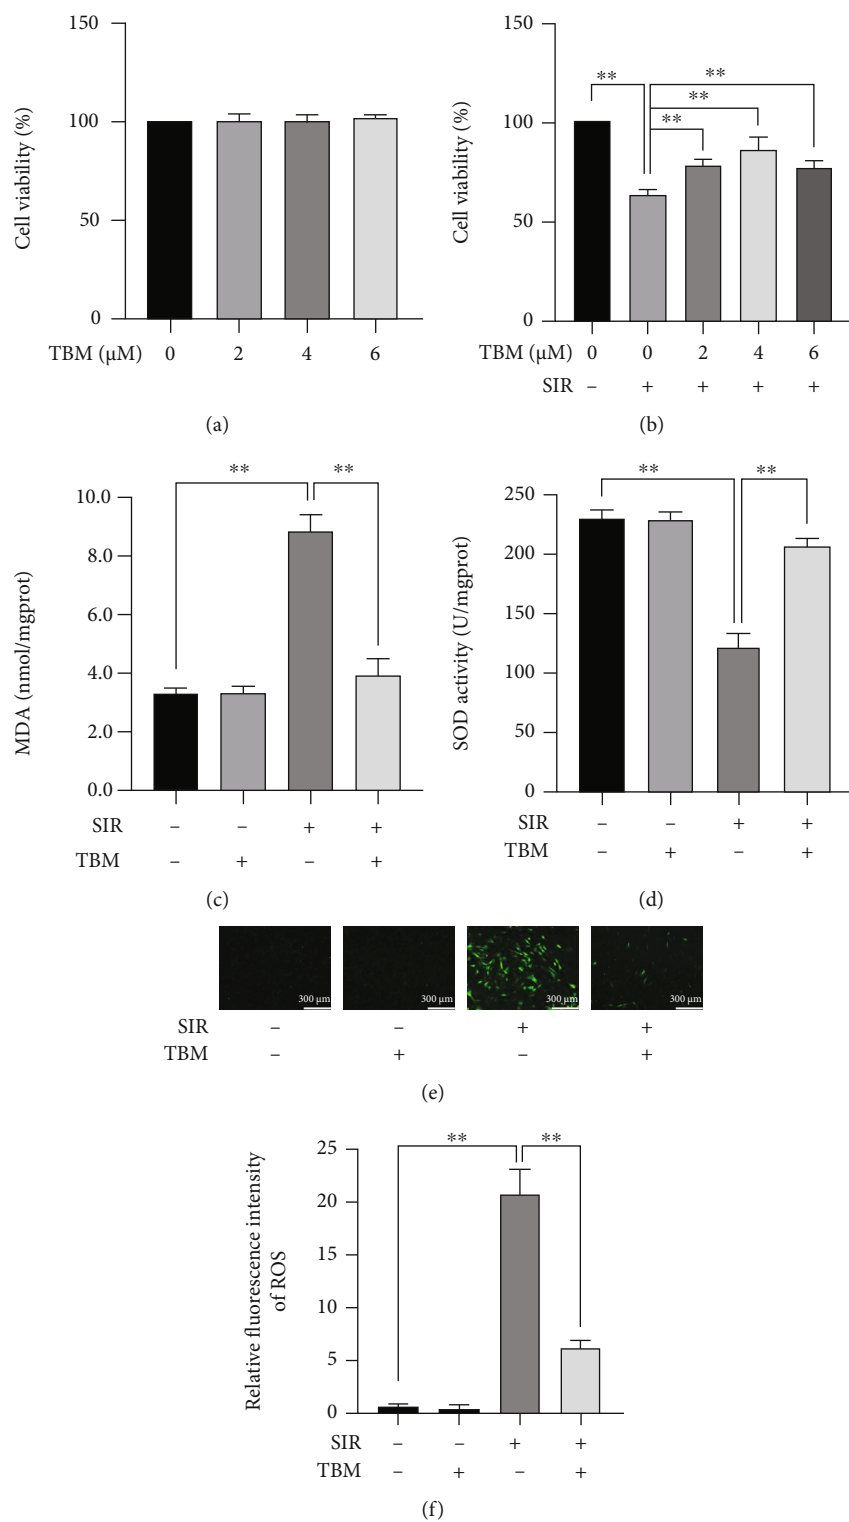 150
100
50
0
Cell viability (%)
TBM (μM) 0 2 4 6
(a)
150
100
50
0
Cell viability (%)
** ** ** **
TBM (μM) 0 0 2 4 6
SIR – + + + +
(b)
10.0
8.0
6.0
4.0
2.0
0.0
MDA (nmol/mgprot)
** **
SIR – – + +
TBM – + – +
(c)
250
200
150
100
50
0
SOD activity (U/mgprot)
** **
SIR – – + +
TBM – + – +
(d)
300 μm 300 μm 300 μm 300 μm
SIR – – + +
TBM – + – +
(e)
25
20
15
10
5
0
Relative fluorescence intensity
of ROS
** **
SIR – – + +
TBM – + – +
(f)